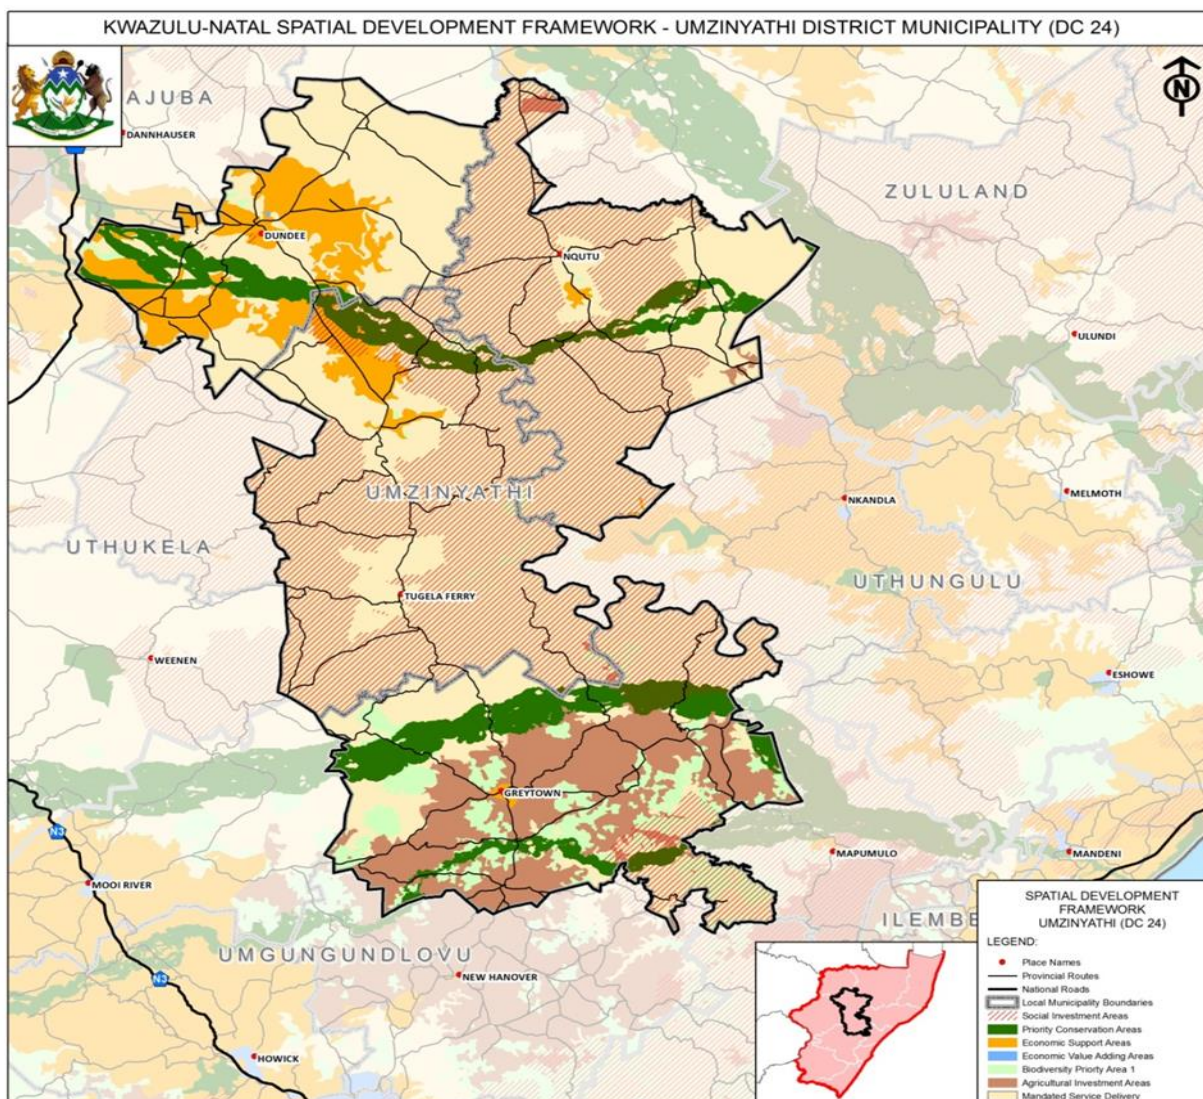 KWAZULU-NATAL SPATIAL DEVELOPMENT FRAMEWORK - UMZINYATHI DISTRICT MUNICIPALITY (DC 24)
AJUBA
DANNHAUSER
N
ZULULAND
DUNDEE
NQUTU
ULUNDI
UMZINYATHI
NKANDLA
MELMOTH
UTHUKELA
UTHUNGULU
TUGELA FERRY
WEENEN
ESHOWE
GREYTOWN
N3
MOOI RIVER
MAPUMULO
MANDENI
ILEMBE
UMGUNGUNDLOVU
NEW HANOVER
N3
HOWICK
SPATIAL DEVELOPMENT
FRAMEWORK
UMZINYATHI (DC 24)
LEGEND:
Place Names
Provincial Routes
National Roads
Local Municipality Boundaries
Social Investment Areas
Priority Conservation Areas
Economic Support Areas
Economic Value Adding Areas
Biodiversity Priorty Area 1
Agricultural Investment Areas
Mandated Service Delivery